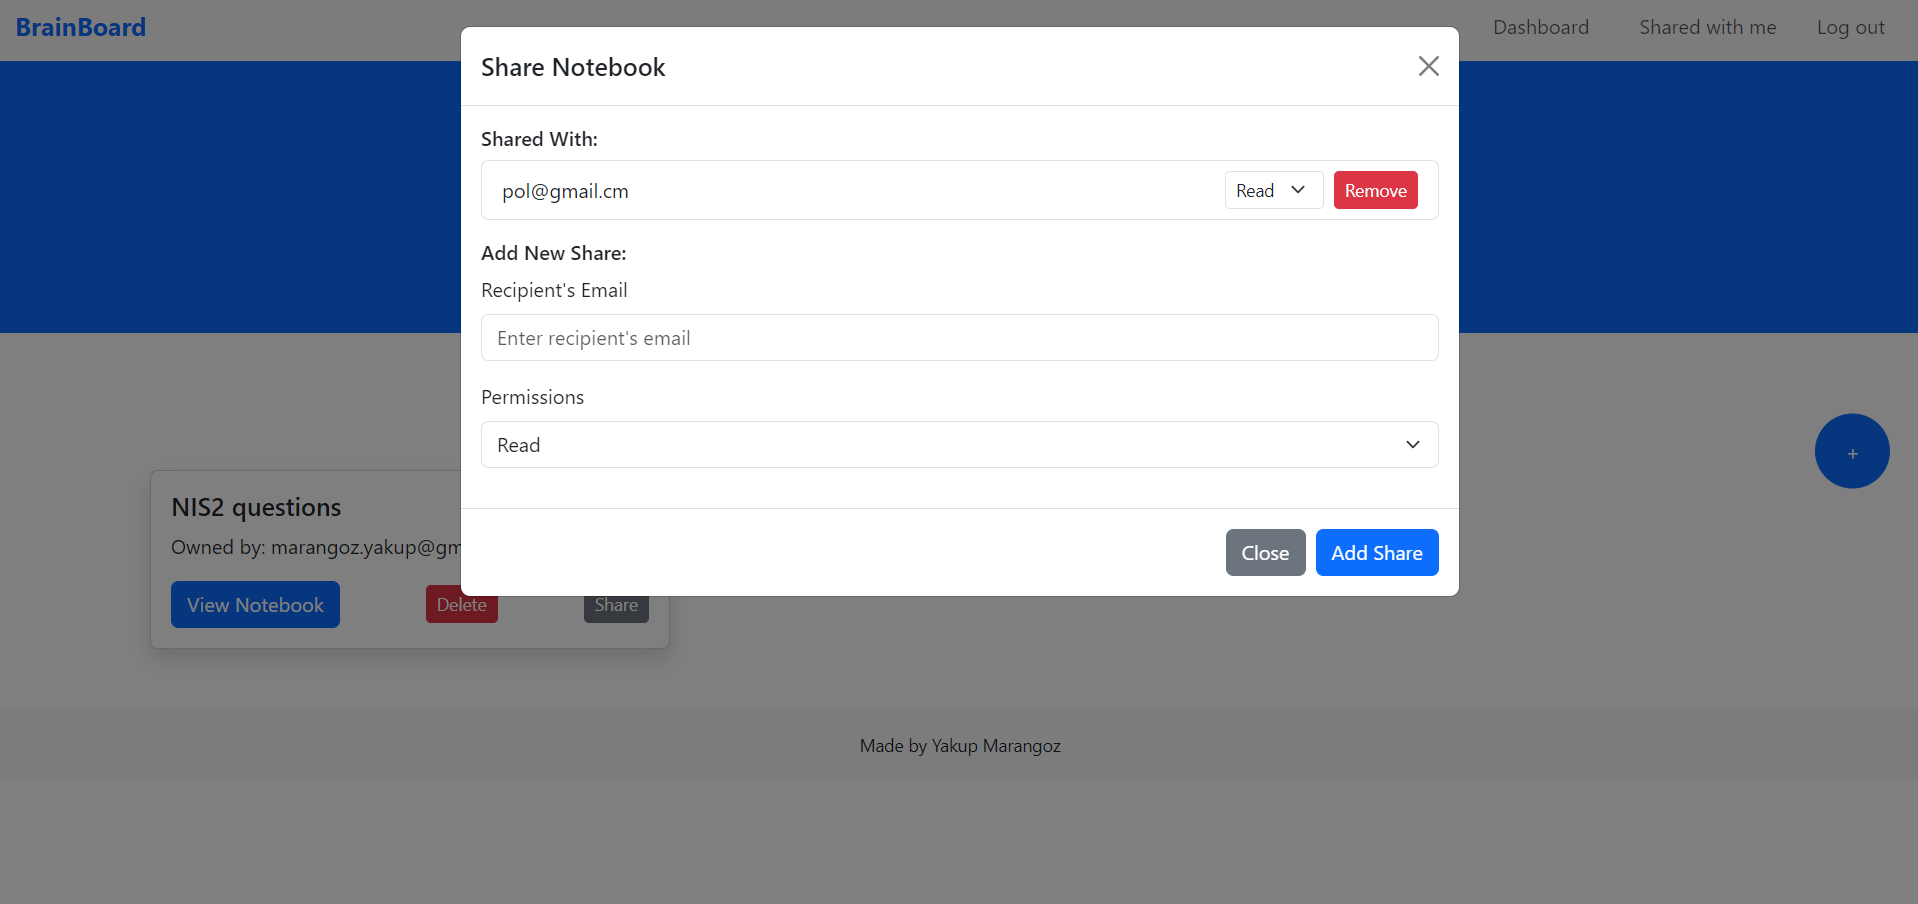 BrainBoard
Dashboard
Shared with me
Log out
Share Notebook
Shared With:
pol@gmail.cm
Read
Remove
Add New Share:
Recipient's Email
Enter recipient's email
Permissions
Read
Close
Add Share
+
NIS2 questions
Owned by: marangoz.yakup@gm
View Notebook
Delete
Share
Made by Yakup Marangoz